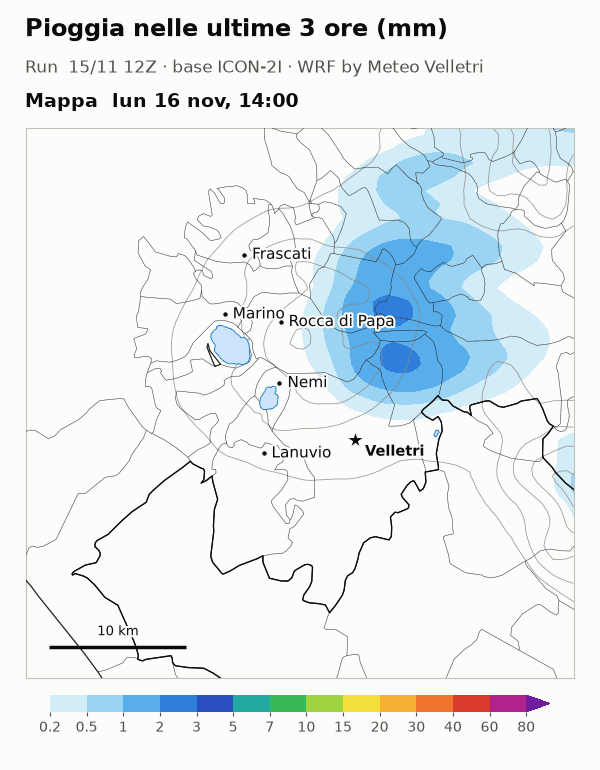 Pioggia nelle ultime 3 ore (mm)
Run  15/11 12Z · base ICON-2I · WRF by Meteo Velletri
Mappa  lun 16 nov, 14:00
Frascati
Marino
Rocca di Papa
Nemi
Velletri
Lanuvio
10 km
0.2 0.5 1 2 3 5 7 10 15 20 30 40 60 80